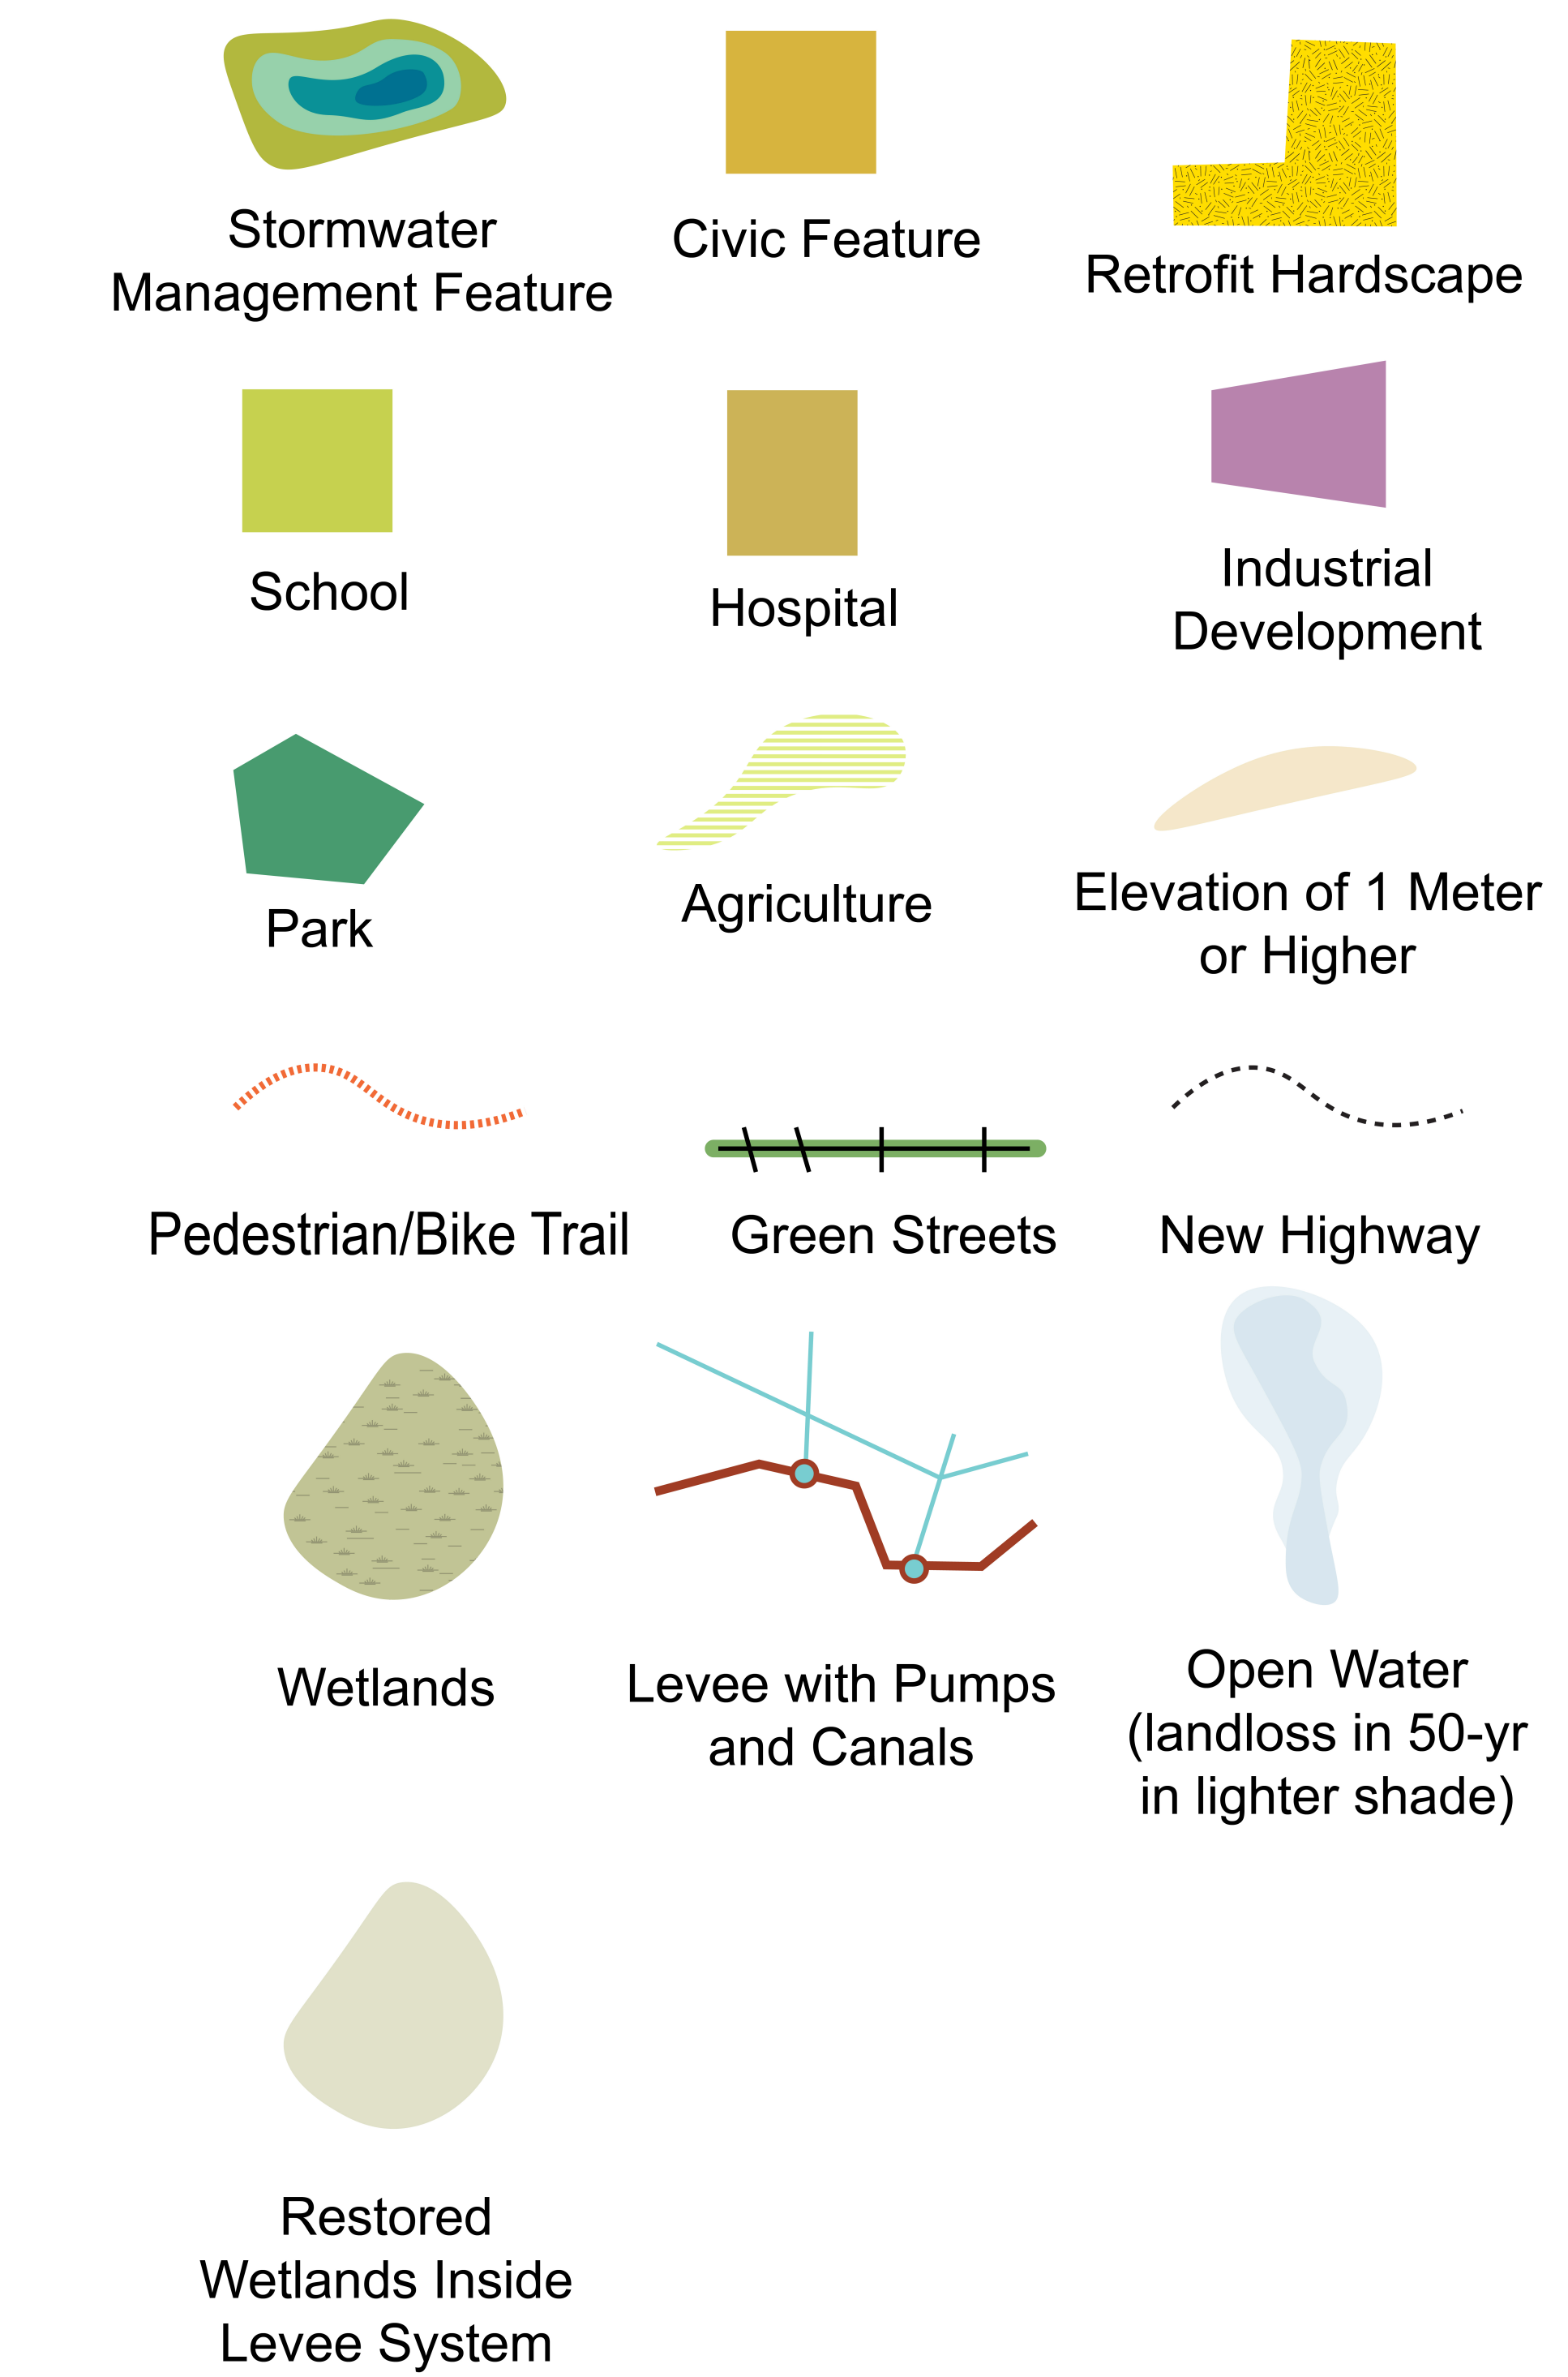 Stormwater
Management Feature
Civic Feature
Retrofit Hardscape
School
Hospital
Industrial
Development
Park
Agriculture
Elevation of 1 Meter
or Higher
Pedestrian/Bike Trail
Green Streets
New Highway
Wetlands
Levee with Pumps
and Canals
Open Water
(landloss in 50-yr
in lighter shade)
Restored
Wetlands Inside
Levee System